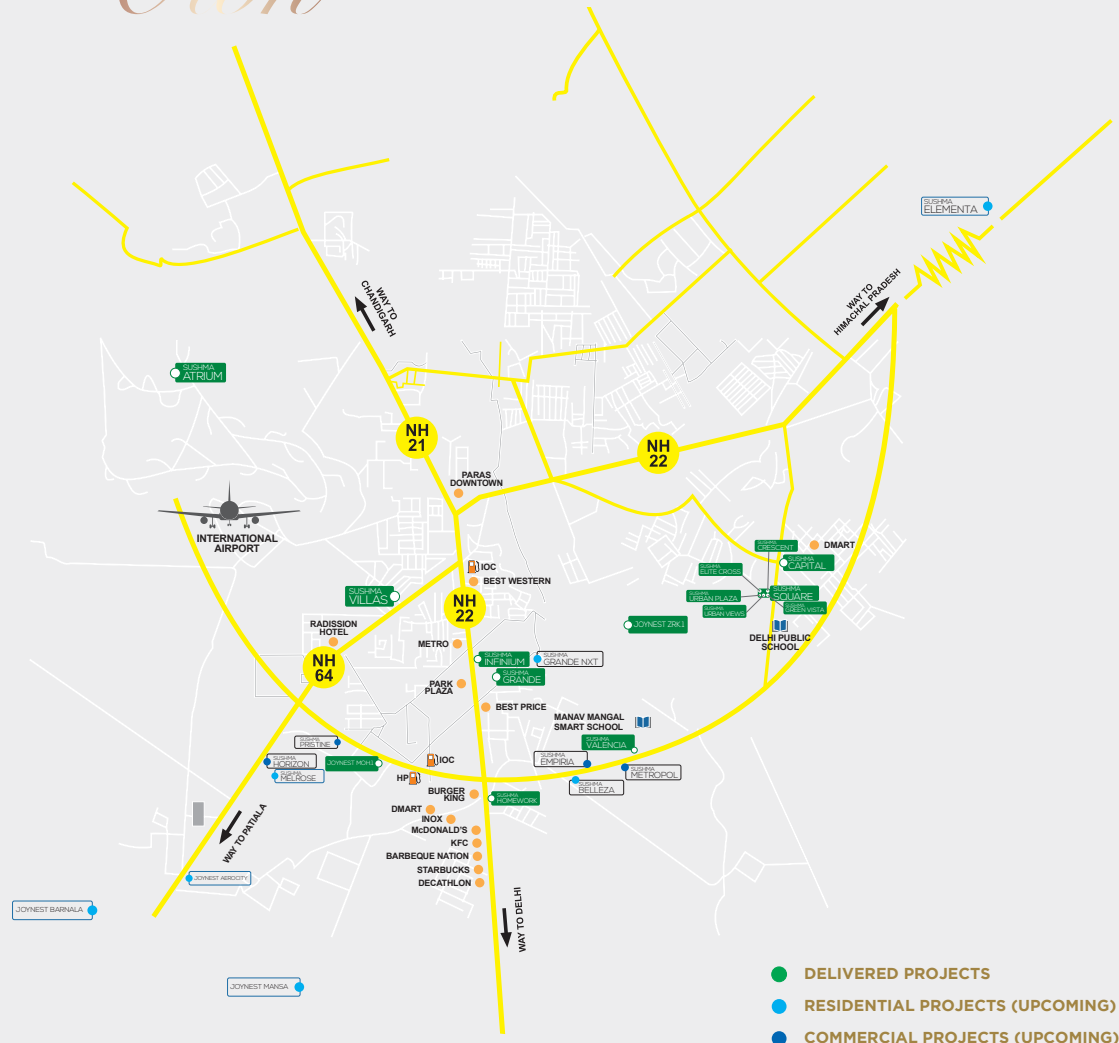 SUSHMA
ELEMENTA
WAY TO
CHANDIGARH
WAY TO
HIMACHAL PRADESH
SUSHMA
ATRIUM
NH
21
NH
22
PARAS
DOWNTOWN
INTERNATIONAL
AIRPORT
SUSHMA
CRESCENT
DMART
SUSHMA
CAPITAL
SUSHMA
ELITE CROSS
IOC
BEST WESTERN
SUSHMA
VILLAS
NH
22
SUSHMA
URBAN PLAZA
SUSHMA
SQUARE
SUSHMA
URBAN VIEWS
SUSHMA
GREEN VISTA
RADISSION
HOTEL
JOYNEST ZRK.1
DELHI PUBLIC
SCHOOL
METRO
SUSHMA
INFINIUM
SUSHMA
GRANDE NXT
NH
64
SUSHMA
GRANDE
PARK
PLAZA
BEST PRICE
MANAV MANGAL
SMART SCHOOL
SUSHMA
PRISTINE
SUSHMA
VALENCIA
SUSHMA
HORIZON
JOYNEST MOH.1
IOC
SUSHMA
EMPIRIA
SUSHMA
MELROSE
HP
SUSHMA
METROPOL
SUSHMA
BELLEZA
BURGER
KING
SUSHMA
HOMEWORK
DMART
INOX
McDONALD'S
KFC
BARBEQUE NATION
STARBUCKS
DECATHLON
WAY TO PATIALA
JOYNEST AEROCITY
JOYNEST BARNALA
WAY TO DELHI
JOYNEST MANSA
DELIVERED PROJECTS
RESIDENTIAL PROJECTS (UPCOMING)
COMMERCIAL PROJECTS (UPCOMING)